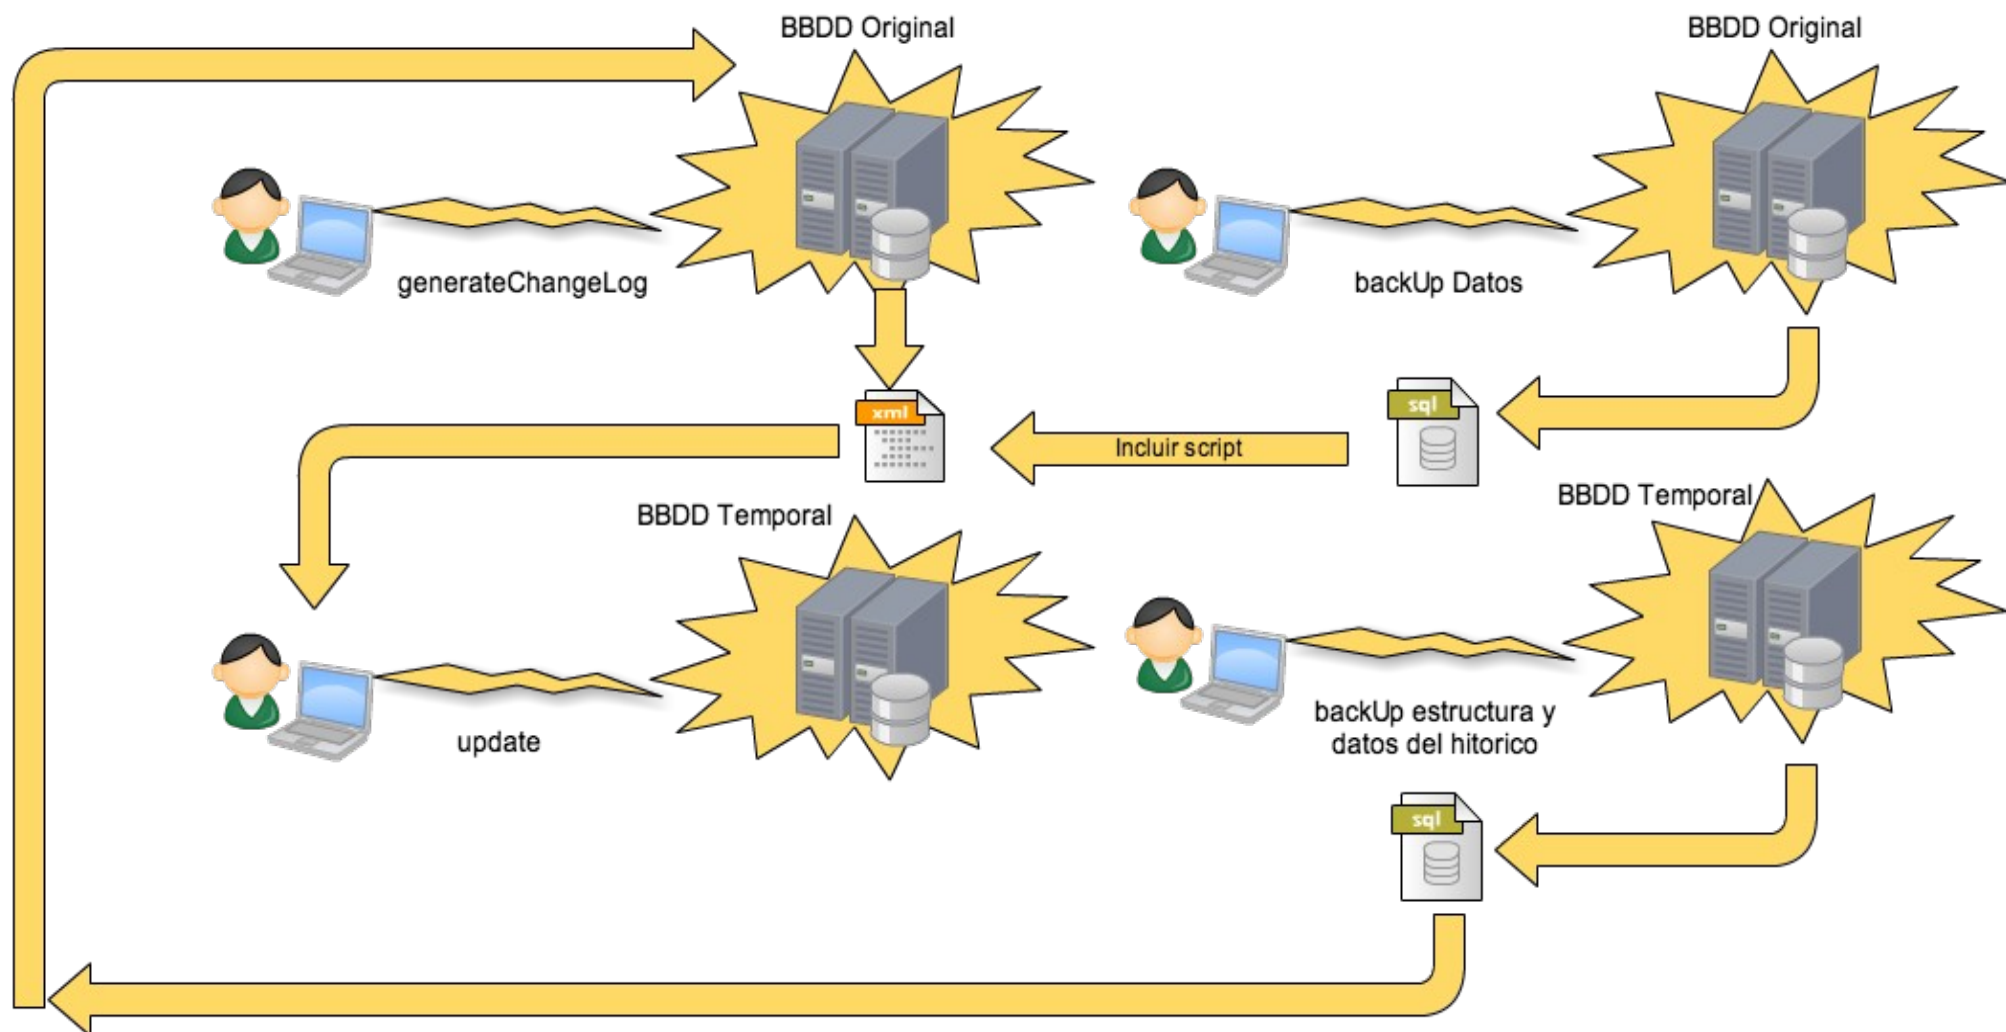 BBDD Original
BBDD Original
generateChangeLog
backUp Datos
xml
sql
Incluir script
BBDD Temporal
BBDD Temporal
update
backUp estructura y
datos del hitorico
sql